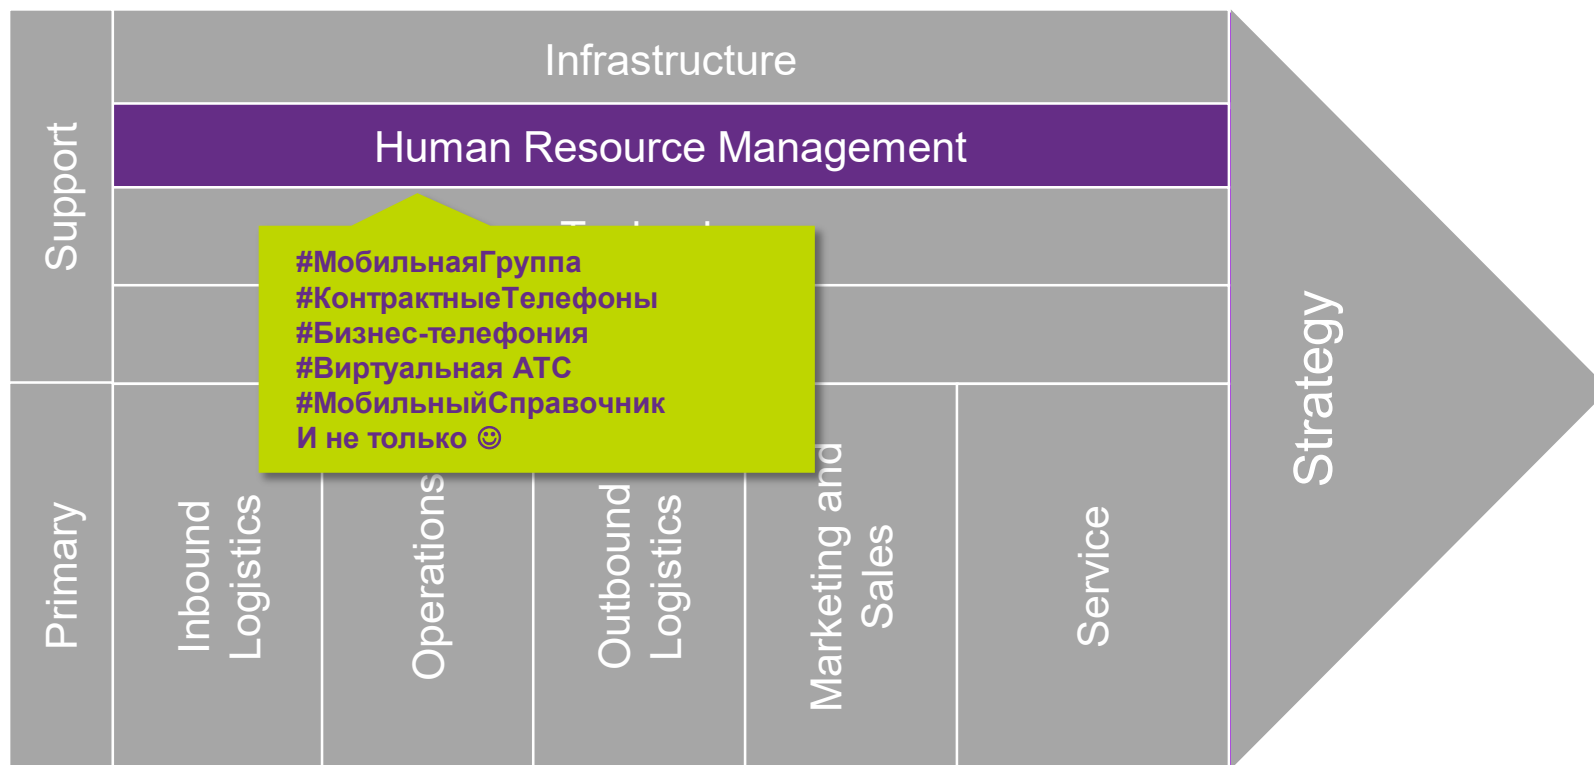 Infrastructure
Human Resource Management
Support
#МобильнаяГруппа
#КонтрактныеТелефоны
#Бизнес-телефония
#Виртуальная АТС
#МобильныйСправочник
И не только ☺
Strategy
Primary
Inbound
Logistics
Operations
Outbound
Logistics
Marketing and
Sales
Service